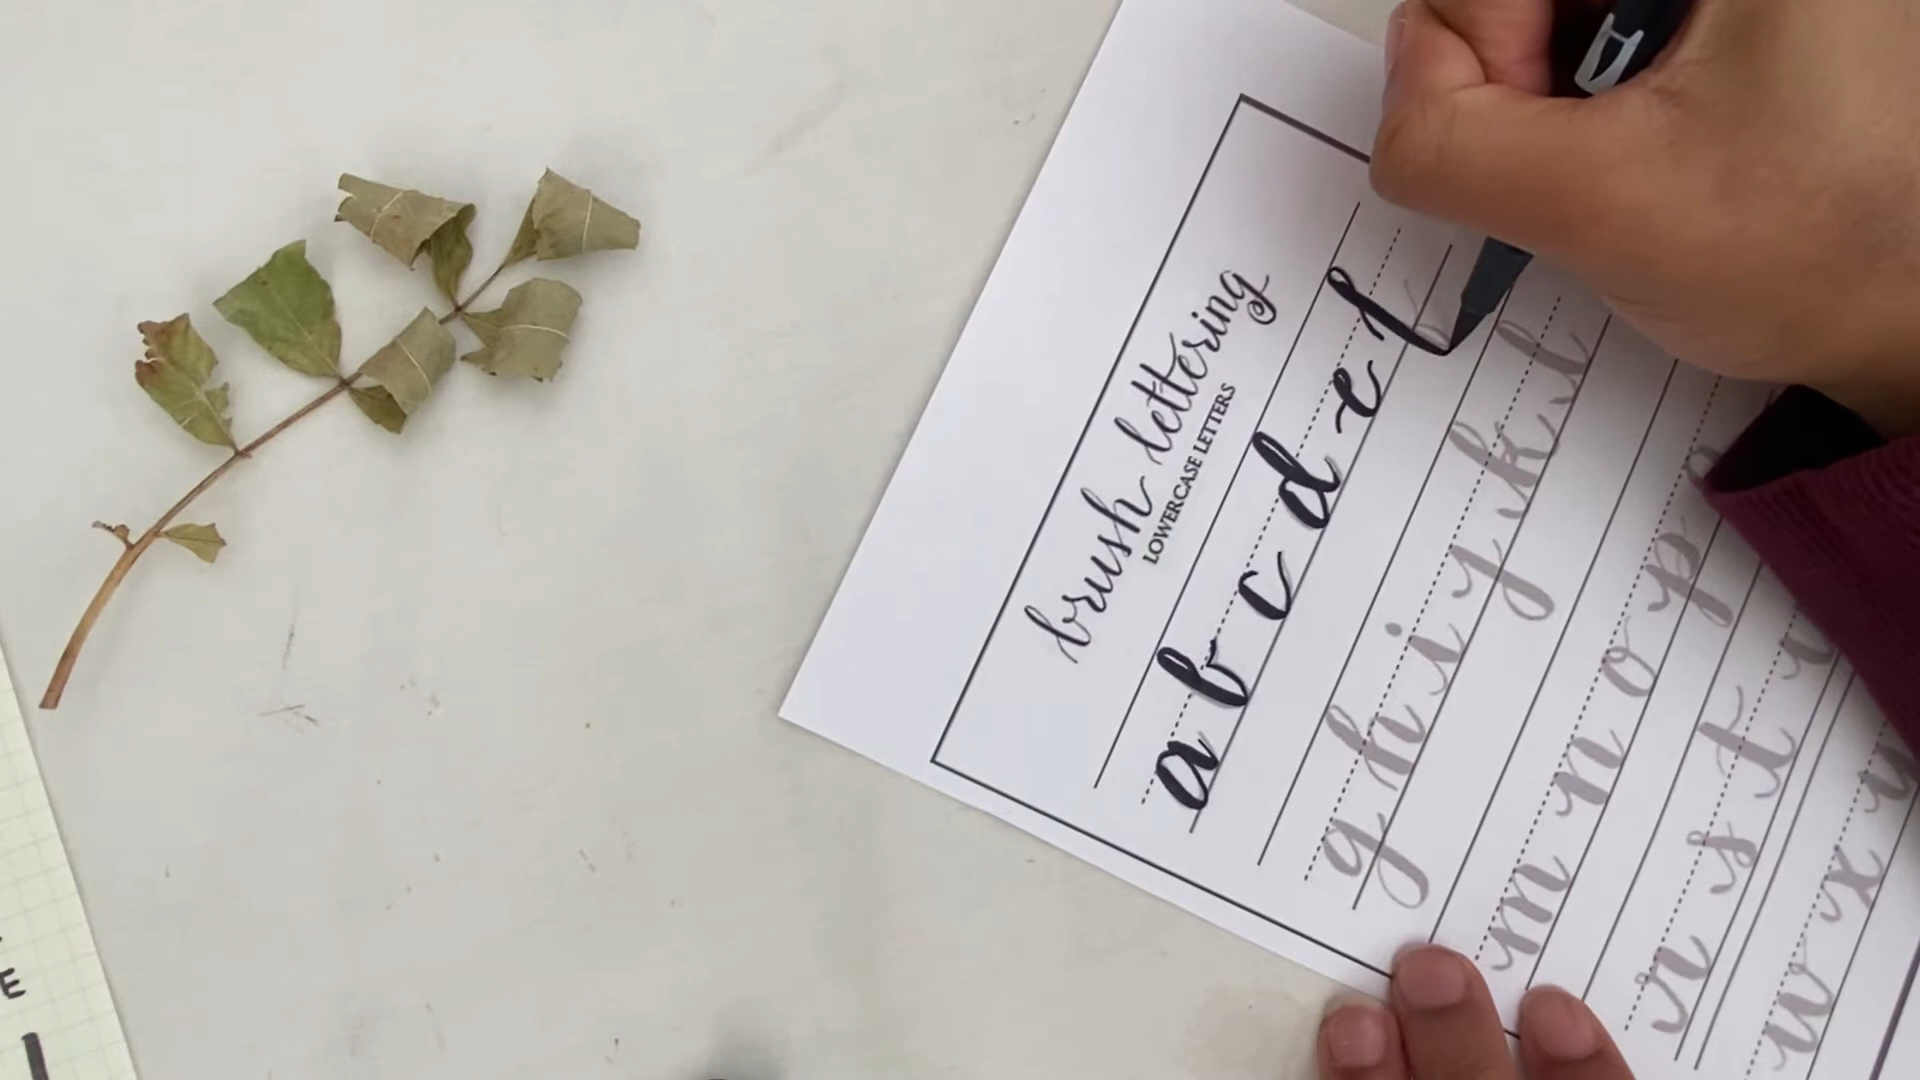 brush lettering
LOWERCASE LETTERS
a b c d e f
g h i j k l
m n o p
r s t u
w x y
E